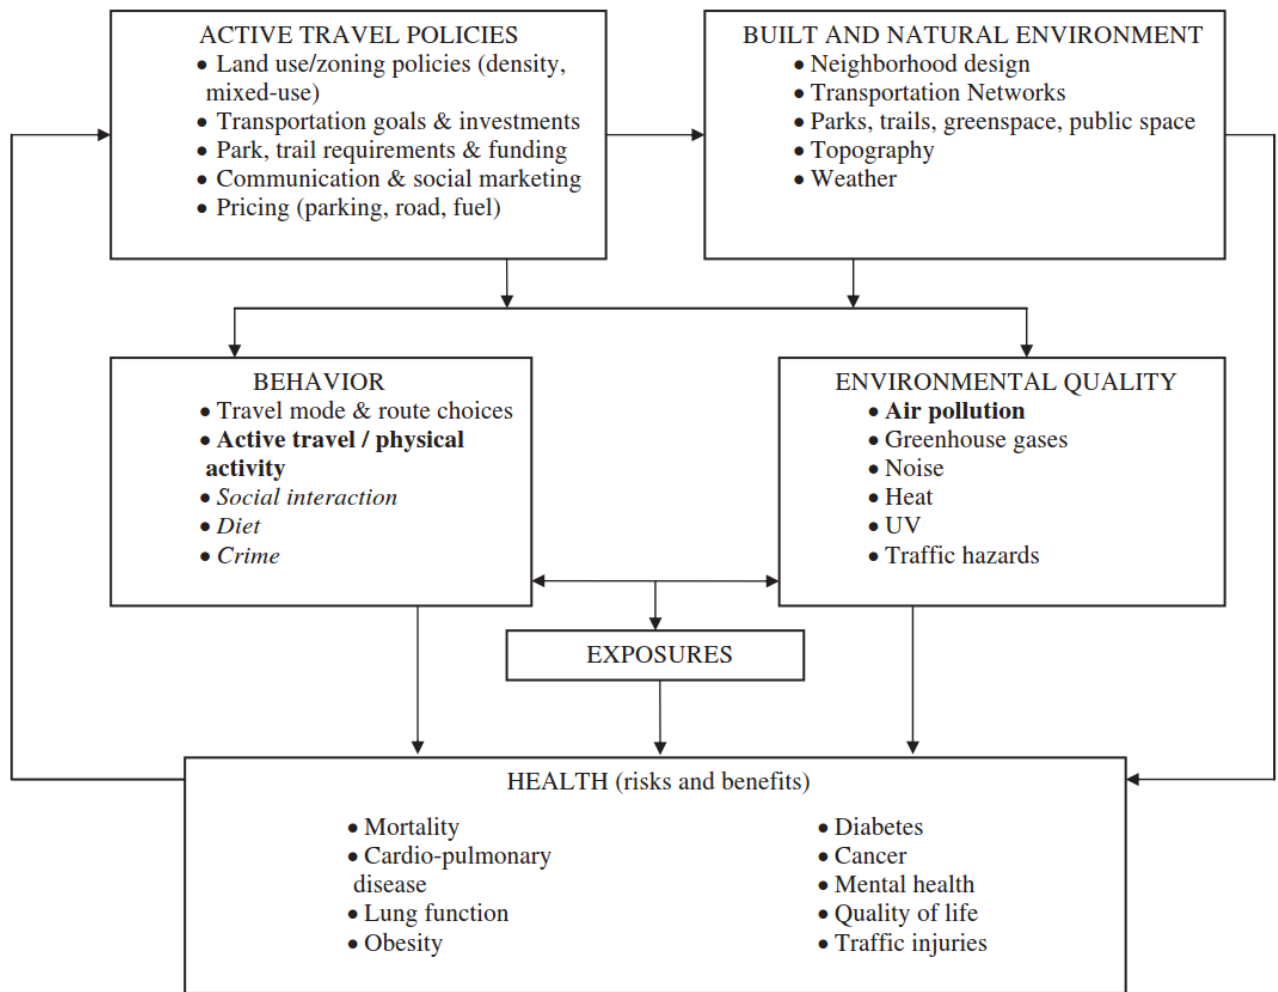 ACTIVE TRAVEL POLICIES
• Land use/zoning policies (density,
mixed-use)
• Transportation goals & investments
• Park, trail requirements & funding
• Communication & social marketing
• Pricing (parking, road, fuel)
BUILT AND NATURAL ENVIRONMENT
• Neighborhood design
• Transportation Networks
• Parks, trails, greenspace, public space
• Topography
• Weather
BEHAVIOR
• Travel mode & route choices
• Active travel / physical
activity
• Social interaction
• Diet
• Crime
ENVIRONMENTAL QUALITY
• Air pollution
• Greenhouse gases
• Noise
• Heat
• UV
• Traffic hazards
EXPOSURES
HEALTH (risks and benefits)
• Mortality
• Cardio-pulmonary
disease
• Lung function
• Obesity
• Diabetes
• Cancer
• Mental health
• Quality of life
• Traffic injuries